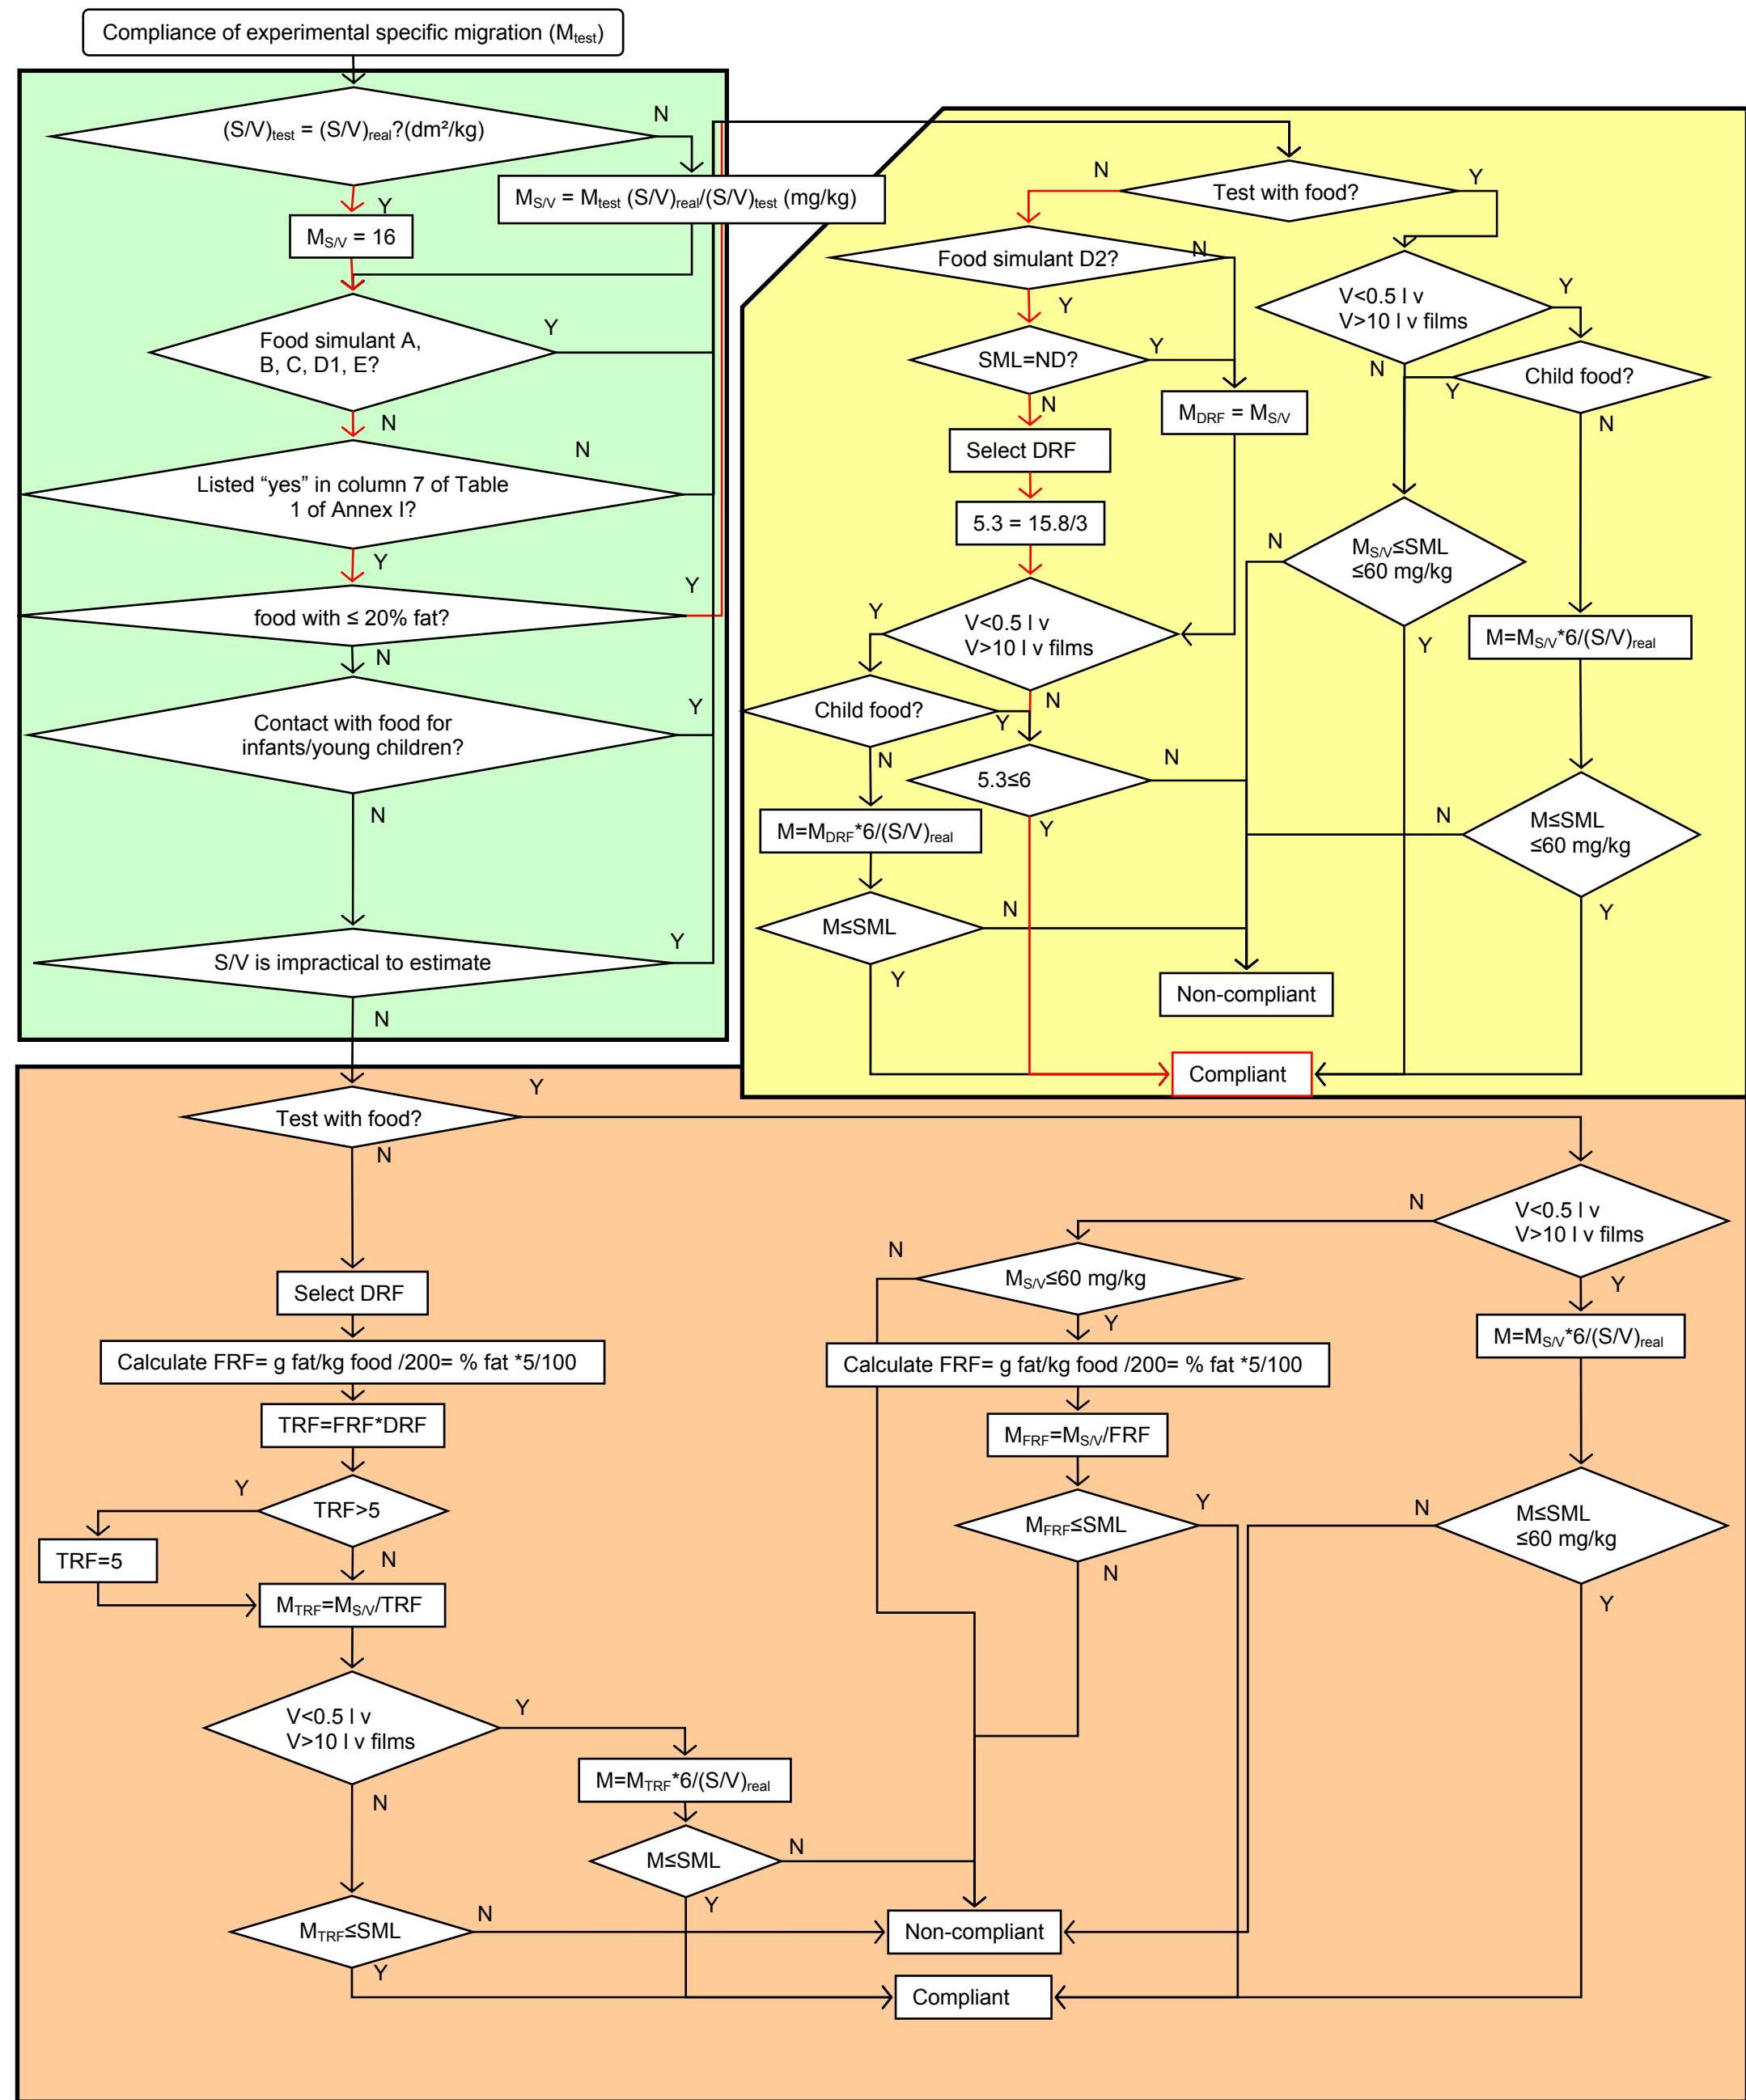 Compliance of experimental specific migration (Mtest)
(S/V)test = (S/V)real?(dm²/kg)
N
Y
MS/V = Mtest (S/V)real/(S/V)test (mg/kg)
MS/V = 16
Food simulant A,
B, C, D1, E?
Y
N
Listed “yes” in column 7 of Table
1 of Annex I?
N
Y
food with ≤ 20% fat?
Y
N
Contact with food for
infants/young children?
Y
N
S/V is impractical to estimate
Y
N
Test with food?
N
Y
Food simulant D2?
N
Y
V<0.5 l v
V>10 l v films
Y
N
SML=ND?
Y
N
Child food?
Y
N
MDRF = MS/V
Select DRF
5.3 = 15.8/3
MS/V≤SML
≤60 mg/kg
N
Y
V<0.5 l v
V>10 l v films
Y
N
M=MS/V*6/(S/V)real
Child food?
Y
N
5.3≤6
N
Y
M=MDRF*6/(S/V)real
M≤SML
≤60 mg/kg
N
Y
M≤SML
N
Y
Non-compliant
Compliant
Test with food?
Y
N
V<0.5 l v
V>10 l v films
N
Y
Select DRF
MS/V≤60 mg/kg
N
Y
M=MS/V*6/(S/V)real
Calculate FRF= g fat/kg food /200= % fat *5/100
Calculate FRF= g fat/kg food /200= % fat *5/100
TRF=FRF*DRF
MFRF=MS/V/FRF
TRF>5
Y
N
MFRF≤SML
Y
N
M≤SML
≤60 mg/kg
N
Y
TRF=5
MTRF=MS/V/TRF
V<0.5 l v
V>10 l v films
Y
N
M=MTRF*6/(S/V)real
M≤SML
N
Y
MTRF≤SML
N
Y
Non-compliant
Compliant